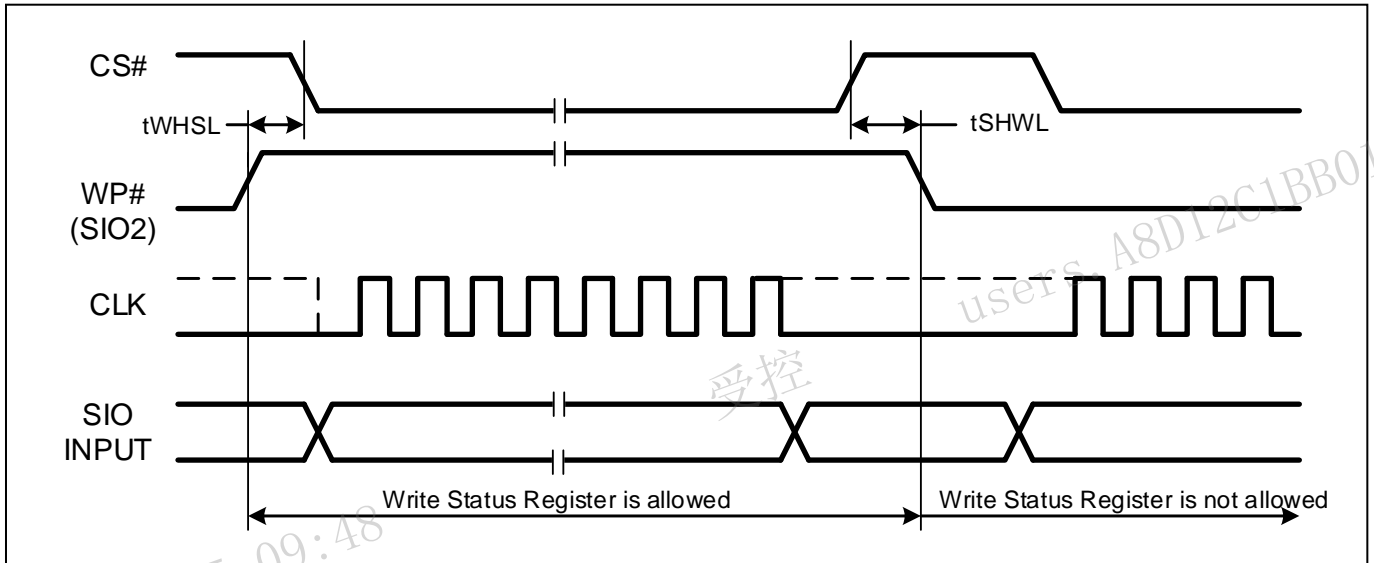 CS#
tWHSL
tSHWL
WP#
(SIO2)
users.A8D12C1BB01
CLK
受控
SIO
INPUT
Write Status Register is allowed
Write Status Register is not allowed
09:48